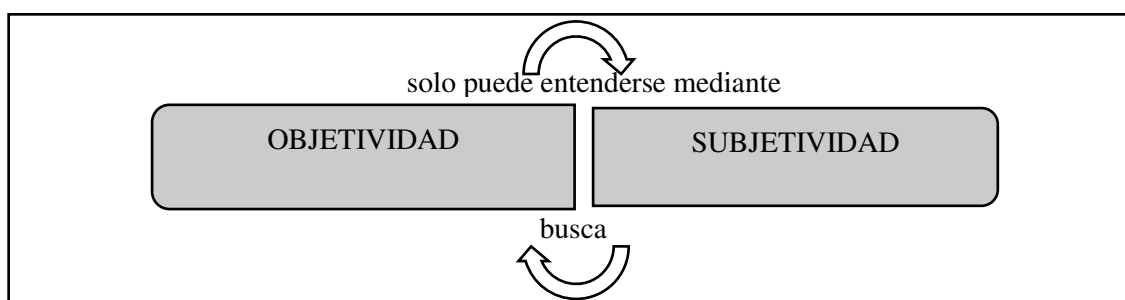 solo puede entenderse mediante
OBJETIVIDAD
SUBJETIVIDAD
busca